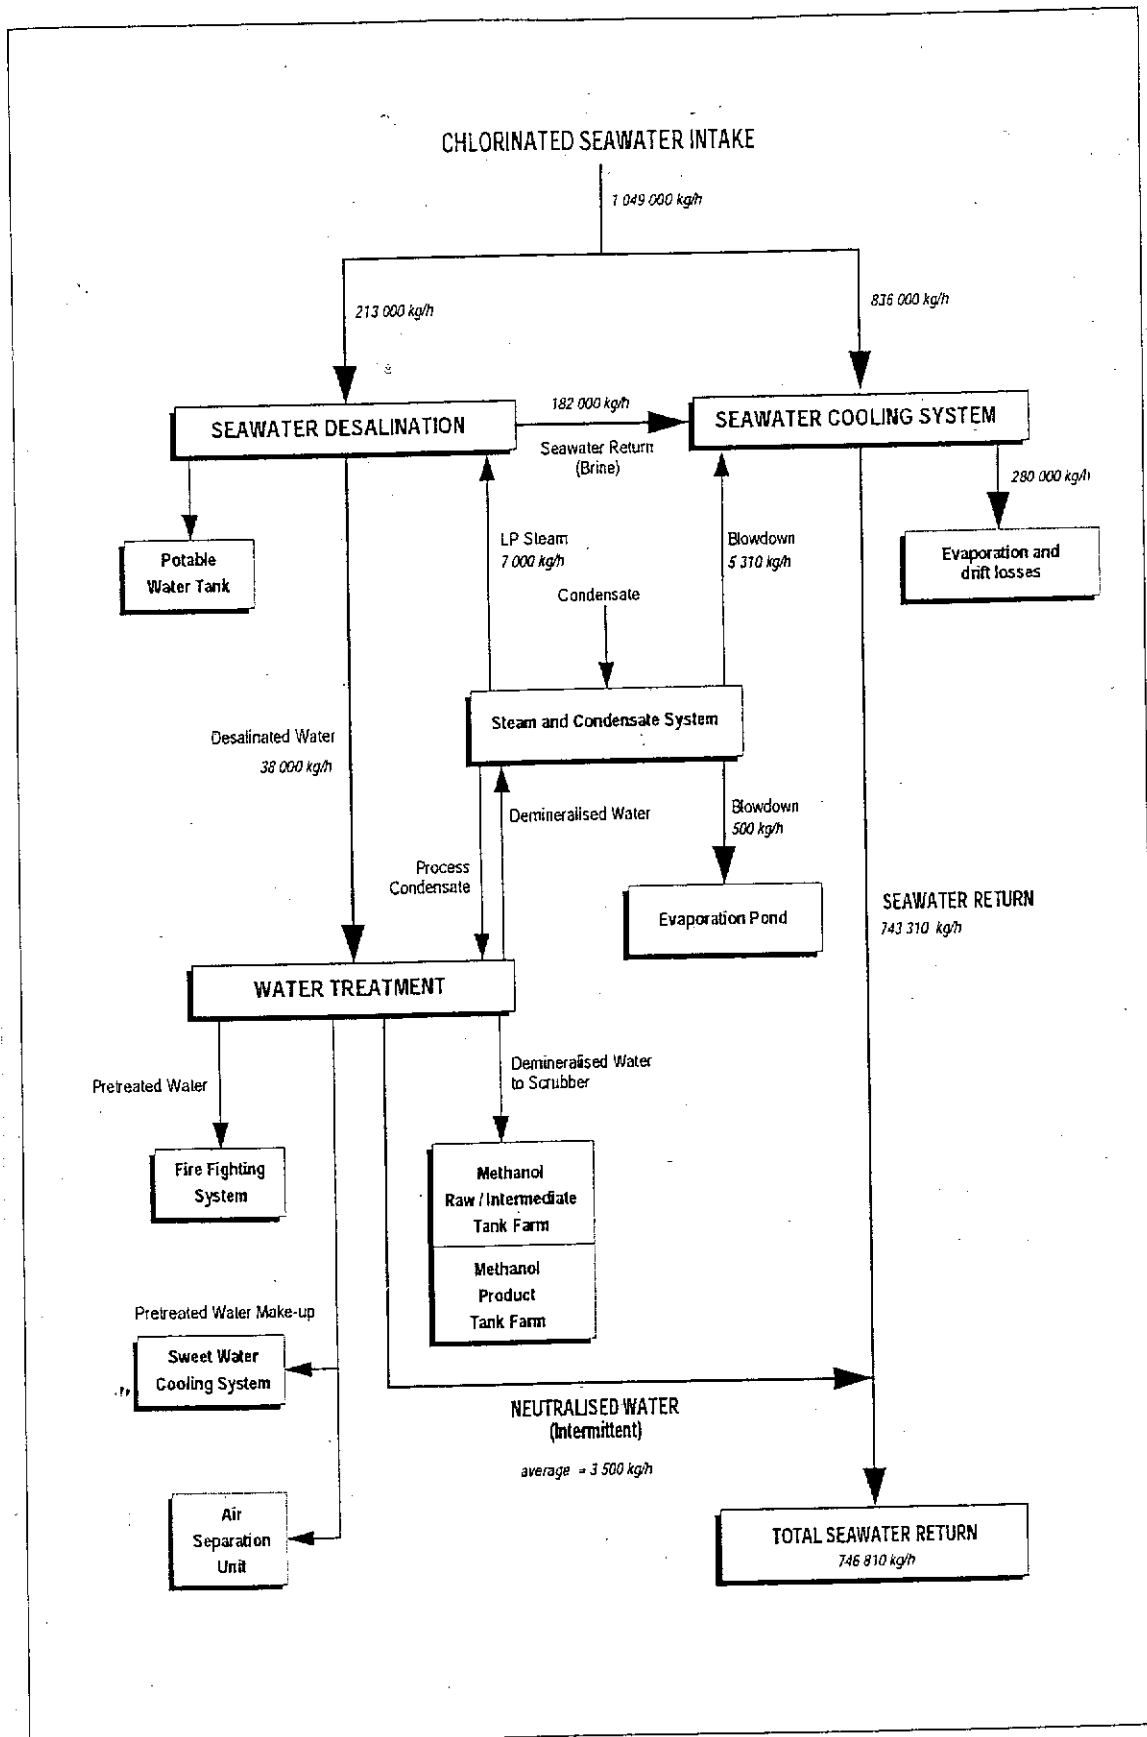 CHLORINATED SEAWATER INTAKE
1 049 000 kg/h
213 000 kg/h
836 000 kg/h
SEAWATER DESALINATION
182 000 kg/h
Seawater Return
(Brine)
SEAWATER COOLING SYSTEM
280 000 kg/h
Potable
Water Tank
LP Steam
7 000 kg/h
Blowdown
5 310 kg/h
Evaporation and
drift losses
Condensate
Steam and Condensate System
Desalinated Water
38 000 kg/h
Demineralised Water
Blowdown
500 kg/h
Process
Condensate
Evaporation Pond
SEAWATER RETURN
743 310 kg/h
WATER TREATMENT
Pretreated Water
Demineralised Water
to Scrubber
Fire Fighting
System
Methanol
Raw / Intermediate
Tank Farm
Methanol
Product
Tank Farm
Pretreated Water Make-up
Sweet Water
Cooling System
NEUTRALISED WATER
(Intermittent)
average = 3 500 kg/h
Air
Separation
Unit
TOTAL SEAWATER RETURN
746 810 kg/h